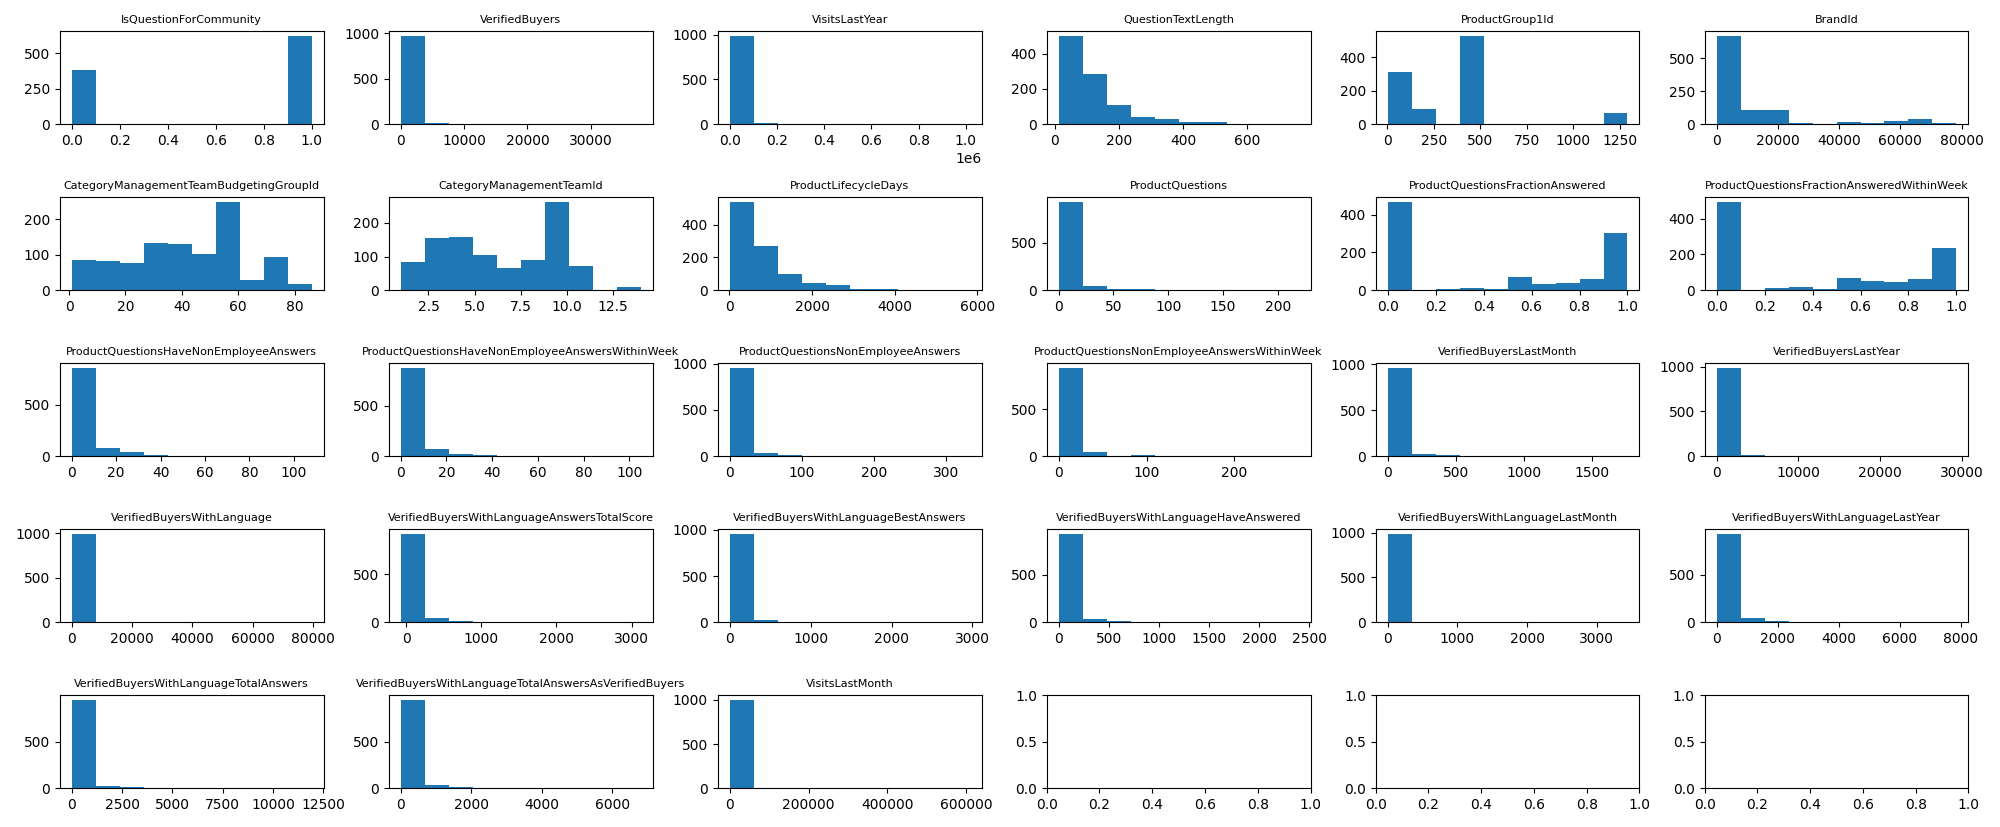 IsQuestionForCommunity VerifiedBuyers VisitsLastYear QuestionTextLength ProductGroup1Id BrandId
500 250 0 1000 500 0 1000 500 0 400 200 0 400 200 0 500 250 0
0.0 0.2 0.4 0.6 0.8 1.0 0 10000 20000 30000 0.0 0.2 0.4 0.6 0.8 1.0 0 200 400 600 0 250 500 750 1000 1250 0 20000 40000 60000 80000
1e6
CategoryManagementTeamBudgetingGroupId CategoryManagementTeamId ProductLifecycleDays ProductQuestions ProductQuestionsFractionAnswered ProductQuestionsFractionAnsweredWithinWeek
200 100 0 200 100 0 400 200 0 500 0 400 200 0 400 200 0
0 20 40 60 80 2.5 5.0 7.5 10.0 12.5 0 2000 4000 6000 0 50 100 150 200 0.0 0.2 0.4 0.6 0.8 1.0 0.0 0.2 0.4 0.6 0.8 1.0
ProductQuestionsHaveNonEmployeeAnswers ProductQuestionsHaveNonEmployeeAnswersWithinWeek ProductQuestionsNonEmployeeAnswers ProductQuestionsNonEmployeeAnswersWithinWeek VerifiedBuyersLastMonth VerifiedBuyersLastYear
500 0 500 0 1000 500 0 500 0 1000 500 0 1000 500 0
0 20 40 60 80 100 0 20 40 60 80 100 0 100 200 300 0 100 200 0 500 1000 1500 0 10000 20000 30000
VerifiedBuyersWithLanguage VerifiedBuyersWithLanguageAnswersTotalScore VerifiedBuyersWithLanguageBestAnswers VerifiedBuyersWithLanguageHaveAnswered VerifiedBuyersWithLanguageLastMonth VerifiedBuyersWithLanguageLastYear
1000 500 0 500 0 1000 500 0 500 0 1000 500 0 500 0
0 20000 40000 60000 80000 0 1000 2000 3000 0 1000 2000 3000 0 500 1000 1500 2000 2500 0 1000 2000 3000 0 2000 4000 6000 8000
VerifiedBuyersWithLanguageTotalAnswers VerifiedBuyersWithLanguageTotalAnswersAsVerifiedBuyers VisitsLastMonth
500 0 500 0 1000 500 0 1.0 0.5 0.0 1.0 0.5 0.0 1.0 0.5 0.0
0 2500 5000 7500 10000 12500 0 2000 4000 6000 0 200000 400000 600000 0.0 0.2 0.4 0.6 0.8 1.0 0.0 0.2 0.4 0.6 0.8 1.0 0.0 0.2 0.4 0.6 0.8 1.0